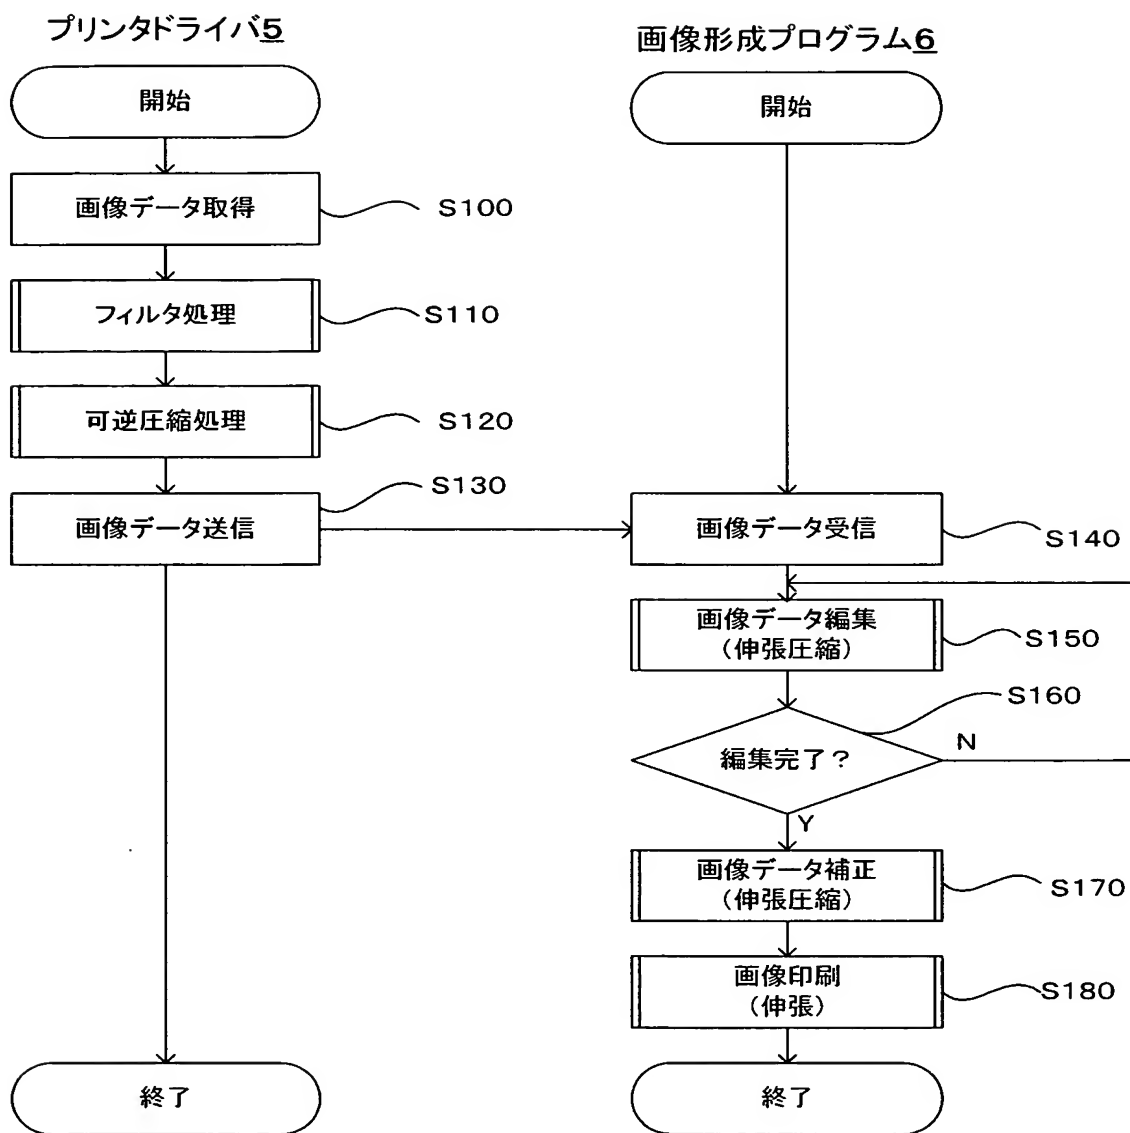 プリンタドライバ5
開始
画像データ取得
S100
フィルタ処理
S110
可逆圧縮処理
S120
画像データ送信
S130
終了
画像形成プログラム6
開始
画像データ受信
S140
画像データ編集
(伸張圧縮)
S150
編集完了?
S160
N
Y
画像データ補正
(伸張圧縮)
S170
画像印刷
(伸張)
S180
終了